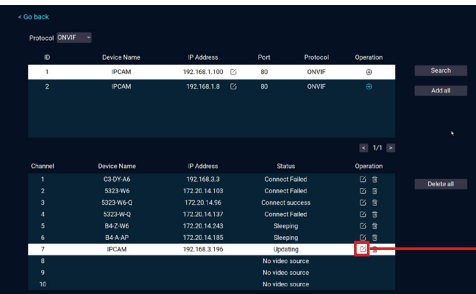 < Go back
Protocol ONVIF
ID Device Name IP Address Port Protocol Operation
1 IPCAM 192.168.1.100 80 ONVIF
2 IPCAM 192.168.1.8 80 ONVIF
Search
Add all
< 1/1 >
Channel Device Name IP Address Status Operation
1 C3-DY-A6 192.168.3.3 Connect Failed
2 5323-W6 172.20.14.103 Connect Failed
3 5323-W6-Q 172.20.14.96 Connect success
4 5323-W-Q 172.20.14.137 Connect Failed
5 B4-Z-W6 172.20.14.243 Sleeping
6 B4-A-AP 172.20.14.185 Sleeping
7 IPCAM 192.168.3.196 Updating
8 No video source
9 No video source
10 No video source
Delete all